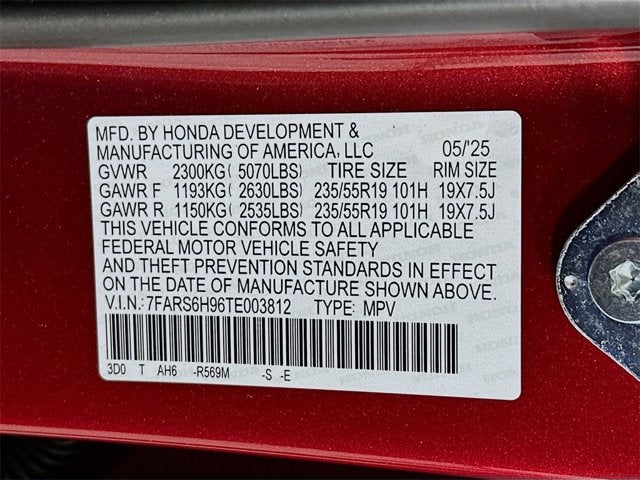 MFD. BY HONDA DEVELOPMENT &
MANUFACTURING OF AMERICA, LLC 05/'25
GVWR 2300KG( 5070LBS) TIRE SIZE RIM SIZE
GAWR F 1193KG( 2630LBS) 235/55R19 101H 19X7.5J
GAWR R 1150KG( 2535LBS) 235/55R19 101H 19X7.5J
THIS VEHICLE CONFORMS TO ALL APPLICABLE
FEDERAL MOTOR VEHICLE SAFETY
AND THEFT PREVENTION STANDARDS IN EFFECT
ON THE DATE OF MANUFACTURE SHOWN ABOVE.
V.I.N.:7FARS6H96TE003812 TYPE: MPV
3D0 T AH6 -R569M -S -E